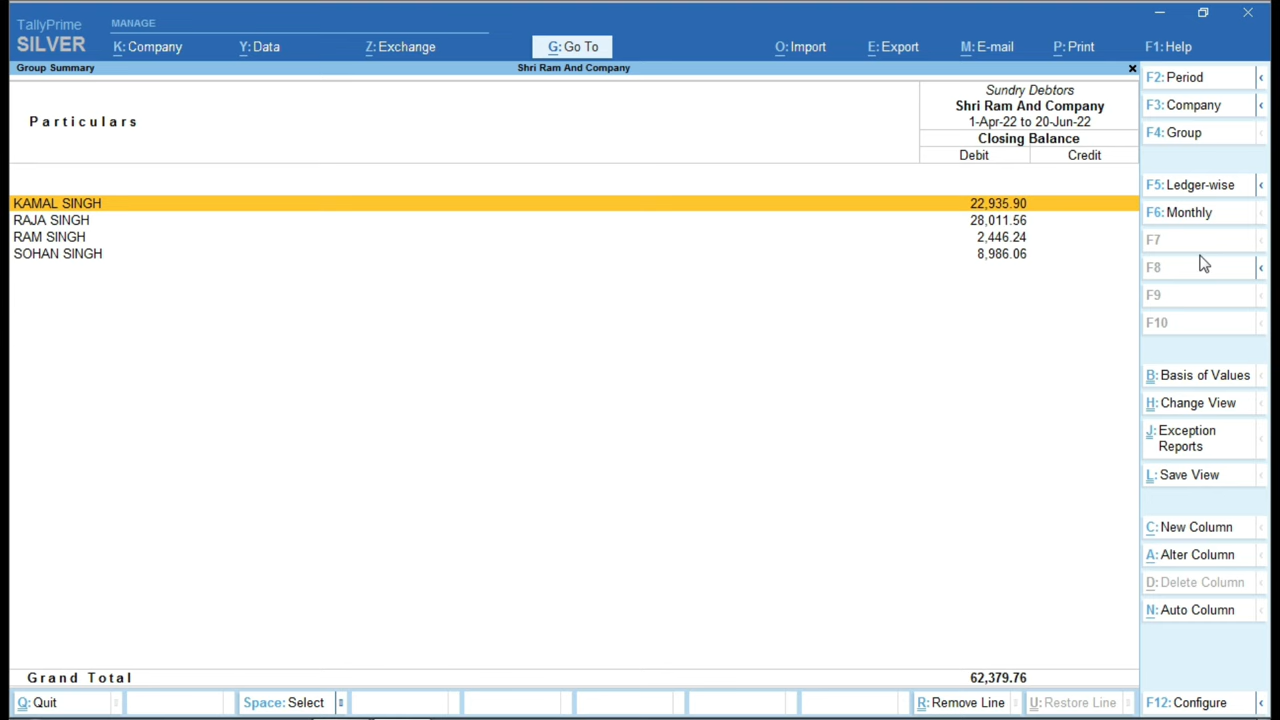 TallyPrime
SILVER
MANAGE
K: Company
Y: Data
Z: Exchange
G: Go To
O: Import
E: Export
M: E-mail
P: Print
F1: Help
Group Summary
Shri Ram And Company
Particulars
Sundry Debtors
Shri Ram And Company
1-Apr-22 to 20-Jun-22
Closing Balance
Debit Credit
KAMAL SINGH 22,935.90
RAJA SINGH 28,011.56
RAM SINGH 2,446.24
SOHAN SINGH 8,986.06
Grand Total 62,379.76
F2: Period
F3: Company
F4: Group
F5: Ledger-wise
F6: Monthly
F7
F8
F9
F10
B: Basis of Values
H: Change View
J: Exception
Reports
L: Save View
C: New Column
A: Alter Column
D: Delete Column
N: Auto Column
Q: Quit
Space: Select
R: Remove Line
U: Restore Line
F12: Configure